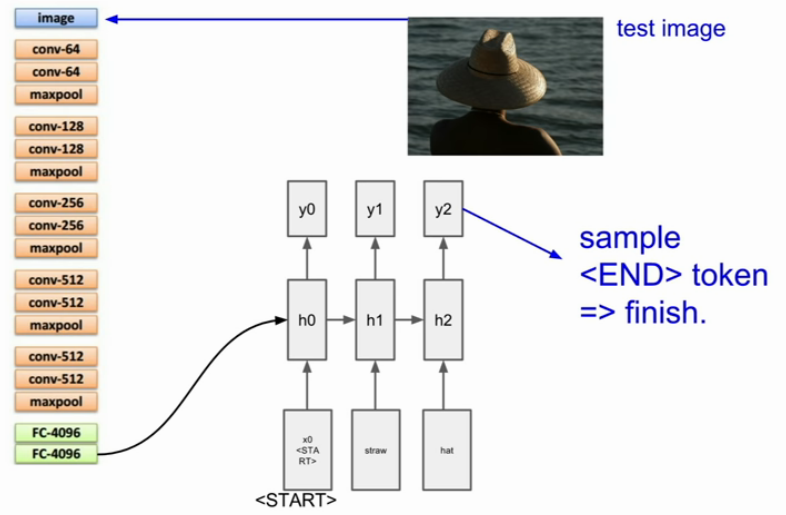 image
test image
conv-64
conv-64
maxpool
conv-128
conv-128
maxpool
conv-256
conv-256
maxpool
conv-512
conv-512
maxpool
conv-512
conv-512
maxpool
FC-4096
FC-4096
y0
y1
y2
sample
<END> token
=> finish.
h0
h1
h2
x0
<STA
RT>
straw
hat
<START>